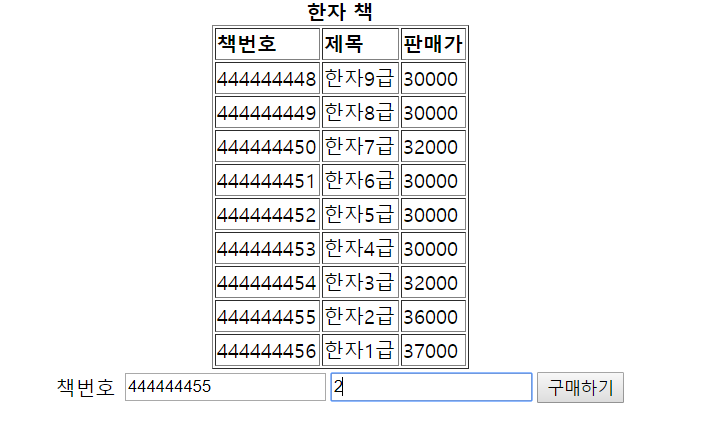 한자 책
책번호 제목 판매가
444444448 한자9급 30000
444444449 한자8급 30000
444444450 한자7급 32000
444444451 한자6급 30000
444444452 한자5급 30000
444444453 한자4급 30000
444444454 한자3급 32000
444444455 한자2급 36000
444444456 한자1급 37000
책번호 444444455 2 구매하기